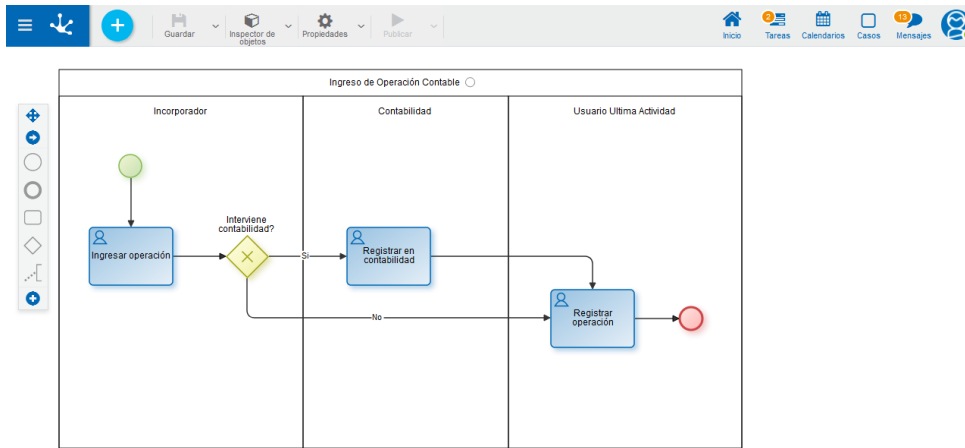 Guardar
Inspector de
objetos
Propiedades
Publicar
Inicio
2
Tareas
Calendarios
Casos
13
Mensajes
Ingreso de Operación Contable
Incorporador
Contabilidad
Usuario Ultima Actividad
Interviene
contabilidad?
Ingresar operación
Si
Registrar en
contabilidad
No
Registrar
operación